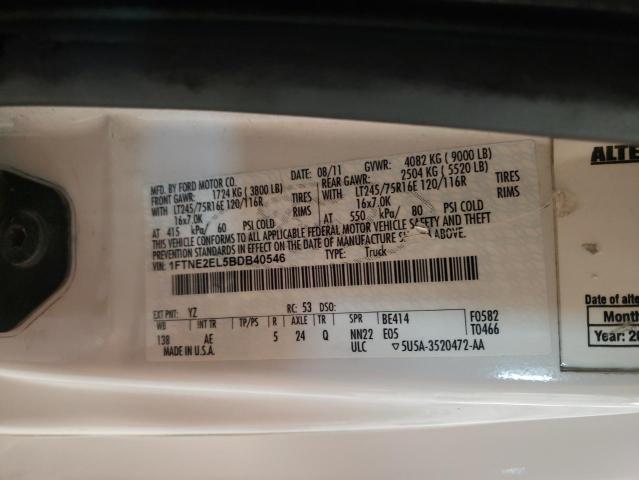 MFD. BY FORD MOTOR CO.
DATE: 08/11 GVWR: 4082 KG (9000 LB)
FRONT GAWR: 1724 KG (3800 LB)
REAR GAWR: 2504 KG (5520 LB)
WITH LT245/75R16E 120/116R TIRES
WITH LT245/75R16E 120/116R TIRES
16x7.0K RIMS
16x7.0K RIMS
AT 415 kPa/ 60 PSI COLD
AT 550 kPa/ 80 PSI COLD
THIS VEHICLE CONFORMS TO ALL APPLICABLE FEDERAL MOTOR VEHICLE SAFETY AND THEFT
PREVENTION STANDARDS IN EFFECT ON THE DATE OF MANUFACTURE SHOWN ABOVE.
VIN: 1FTNE2EL5BDB40546
TYPE: Truck
EXT PNT: YZ RC: 53 DSO:
WB INT TR TP/PS R AXLE TR SPR BE414 F0582
138 AE 5 24 Q NN22 E05 T0466
MADE IN U.S.A. ULC ▽5U5A-3520472-AA
ALTE
Date of alte
Month
Year: 20